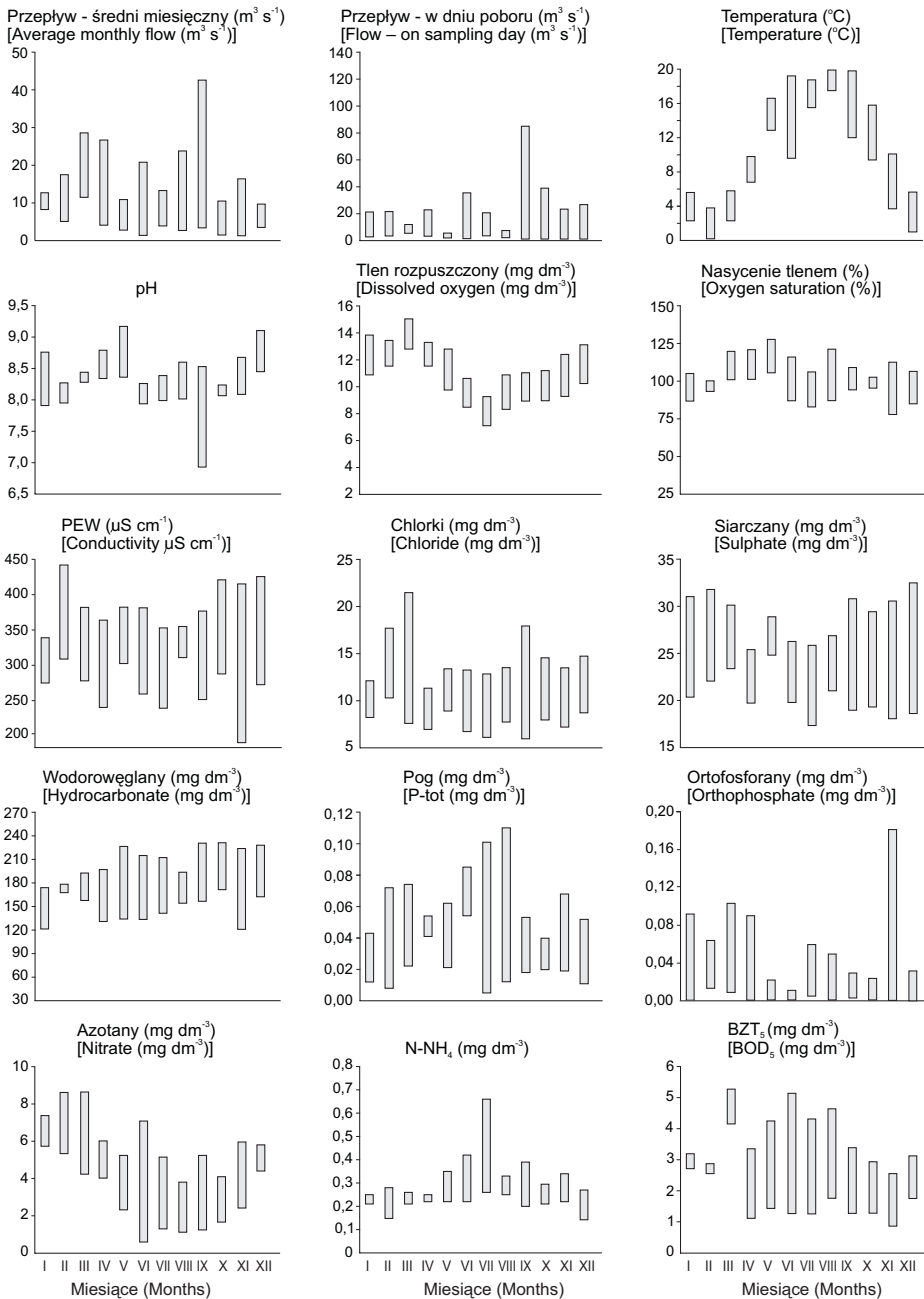 Przepływ - średni miesięczny (m³ s⁻¹)
[Average monthly flow (m³ s⁻¹)]
50
40
30
20
10
0
Przepływ - w dniu poboru (m³ s⁻¹)
[Flow – on sampling day (m³ s⁻¹)]
140
120
100
80
60
40
20
0
Temperatura (°C)
[Temperature (°C)]
20
16
12
8
4
0
pH
9,5
9,0
8,5
8,0
7,5
7,0
6,5
Tlen rozpuszczony (mg dm⁻³)
[Dissolved oxygen (mg dm⁻³)]
16
14
12
10
8
6
4
2
Nasycenie tlenem (%)
[Oxygen saturation (%)]
150
125
100
75
50
25
PEW (µS cm⁻¹)
[Conductivity µS cm⁻¹)]
450
400
350
300
250
200
Chlorki (mg dm⁻³)
[Chloride (mg dm⁻³)]
25
20
15
10
5
Siarczany (mg dm⁻³)
[Sulphate (mg dm⁻³)]
35
30
25
20
15
Wodorowęglany (mg dm⁻³)
[Hydrocarbonate (mg dm⁻³)]
270
240
210
180
150
120
90
60
30
Pog (mg dm⁻³)
[P-tot (mg dm⁻³)]
0,12
0,10
0,08
0,06
0,04
0,02
0,00
Ortofosforany (mg dm⁻³)
[Orthophosphate (mg dm⁻³)]
0,20
0,16
0,12
0,08
0,04
0,00
Azotany (mg dm⁻³)
[Nitrate (mg dm⁻³)]
10
8
6
4
2
0
I II III IV V VI VII VIII IX X XI XII
Miesiące (Months)
N-NH₄ (mg dm⁻³)
0,8
0,7
0,6
0,5
0,4
0,3
0,2
0,1
0
I II III IV V VI VII VIII IX X XI XII
Miesiące (Months)
BZT₅ (mg dm⁻³)
[BOD₅ (mg dm⁻³)]
6
5
4
3
2
1
0
I II III IV V VI VII VIII IX X XI XII
Miesiące (Months)